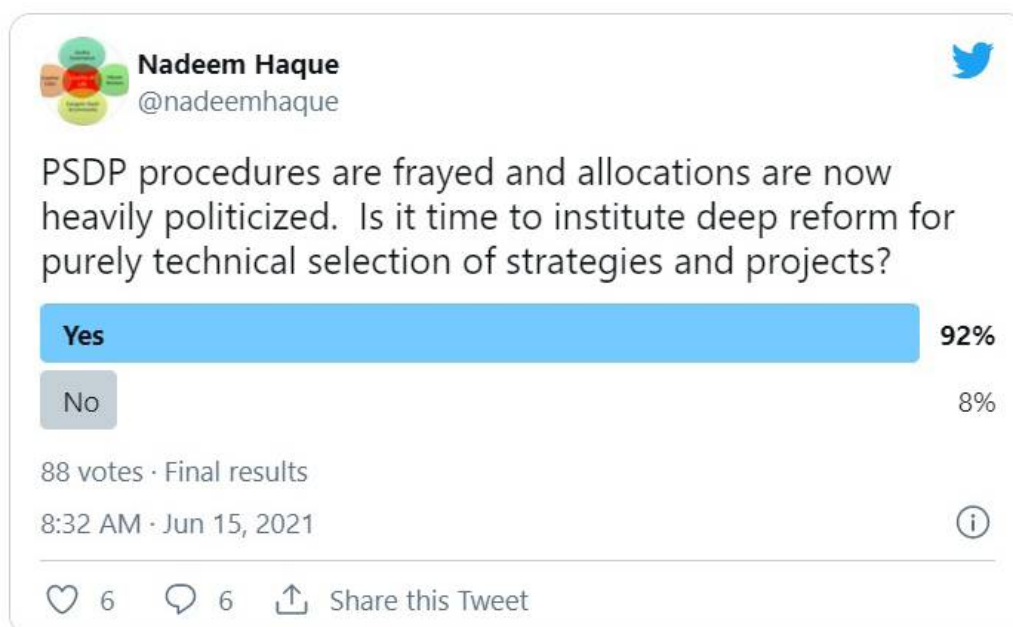 Nadeem Haque
@nadeemhaque
PSDP procedures are frayed and allocations are now
heavily politicized.  Is it time to institute deep reform for
purely technical selection of strategies and projects?
Yes 92%
No 8%
88 votes · Final results
8:32 AM · Jun 15, 2021
6 6 Share this Tweet